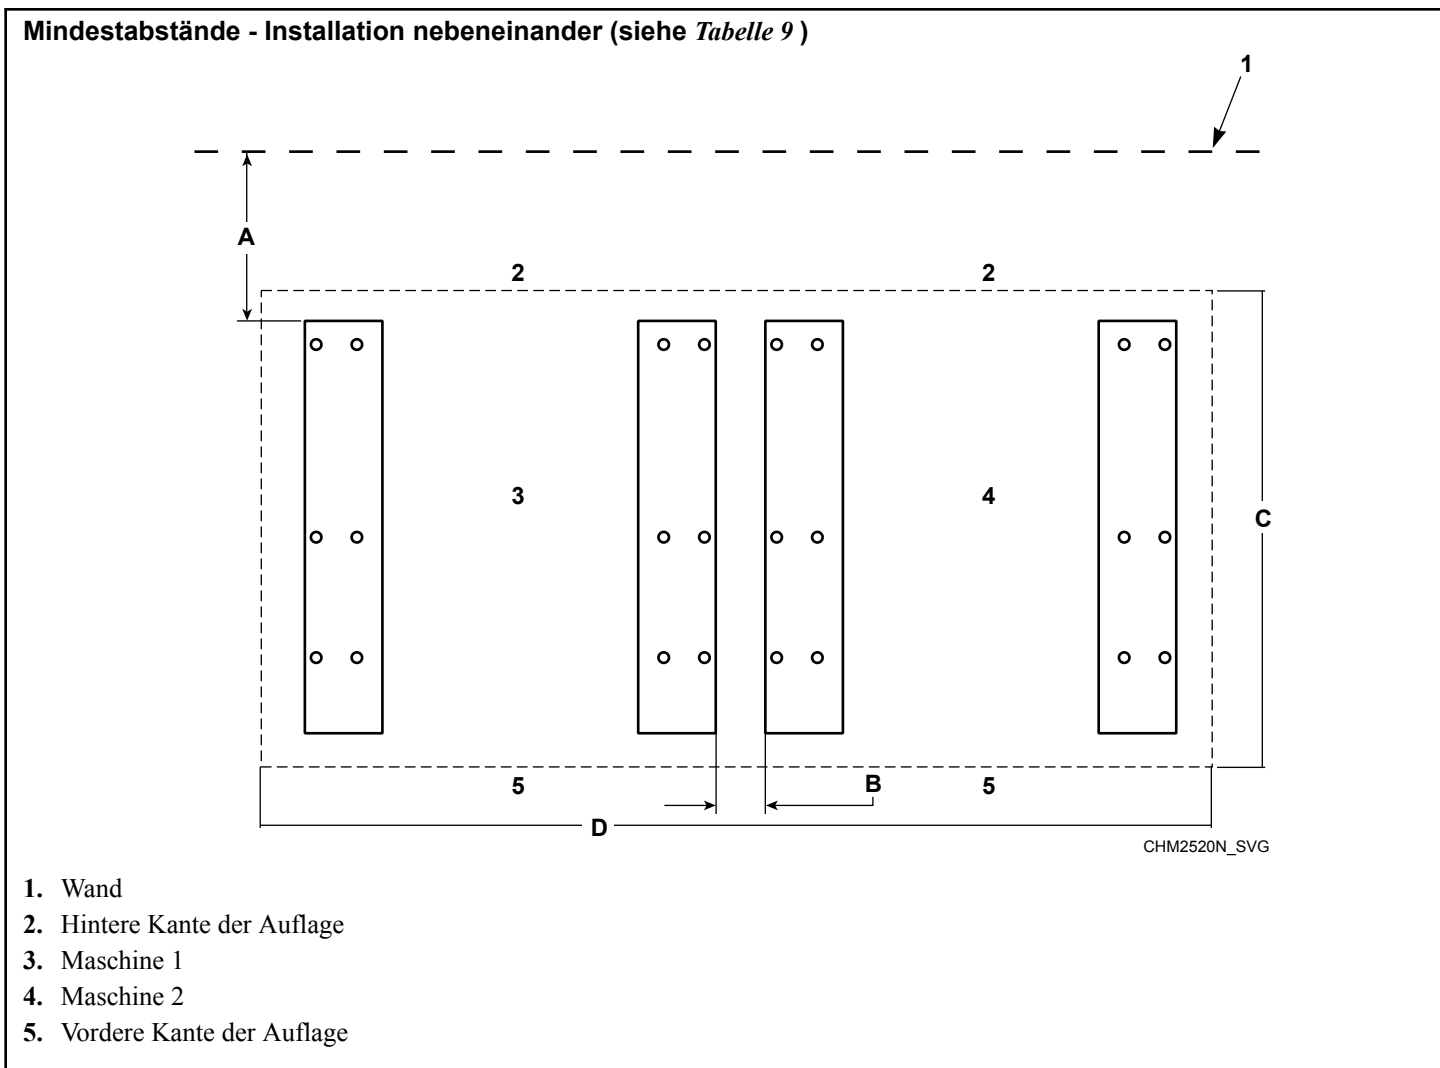 Mindestabstände - Installation nebeneinander (siehe Tabelle 9 )
1
A
2 2
3 4
C
5 B 5
D
CHM2520N_SVG
1. Wand
2. Hintere Kante der Auflage
3. Maschine 1
4. Maschine 2
5. Vordere Kante der Auflage